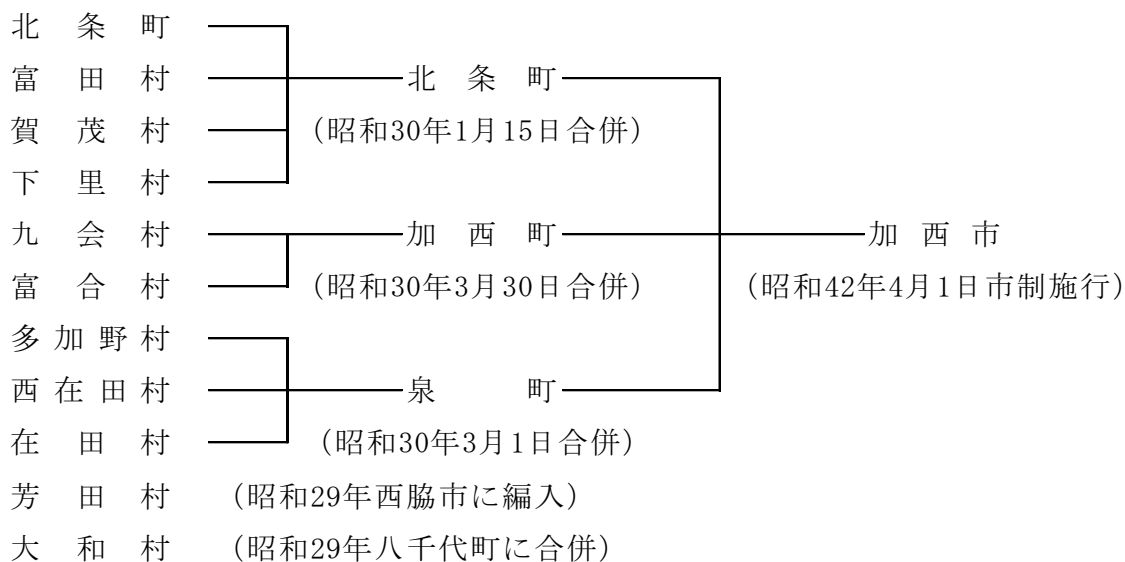 北条町
富田村 北条町
賀茂村 (昭和30年1月15日合併)
下里村
九会村 加西町 加西市
富合村 (昭和30年3月30日合併) (昭和42年4月1日市制施行)
多加野村
西在田村 泉町
在田村 (昭和30年3月1日合併)
芳田村 (昭和29年西脇市に編入)
大和村 (昭和29年八千代町に合併)